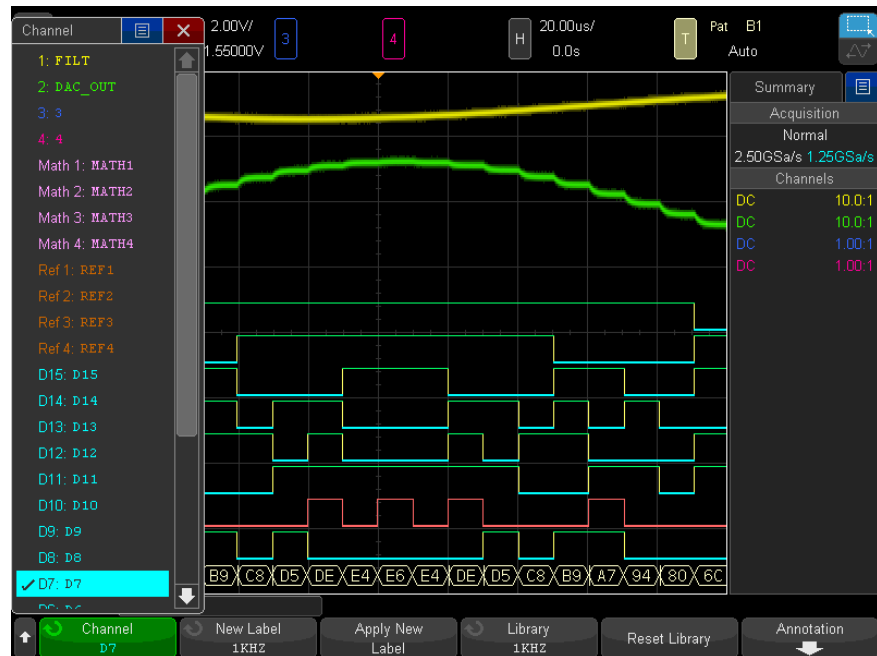 Channel
1: FILT
2: DAC_OUT
3: 3
4: 4
Math 1: MATH1
Math 2: MATH2
Math 3: MATH3
Math 4: MATH4
Ref 1: REF1
Ref 2: REF2
Ref 3: REF3
Ref 4: REF4
D15: D15
D14: D14
D13: D13
D12: D12
D11: D11
D10: D10
D9: D9
D8: D8
D7: D7
2.00V/
1.55000V
3
4
H
20.00us/
0.0s
T
Pat B1
Auto
Summary
Acquisition
Normal
2.50GSa/s 1.25GSa/s
Channels
DC 10.0:1
DC 10.0:1
DC 1.00:1
DC 1.00:1
B9 C8 D5 DE E4 E6 E4 DE D5 C8 B9 A7 94 80 6C
Channel
D7
New Label
1KHZ
Apply New
Label
Library
1KHZ
Reset Library
Annotation